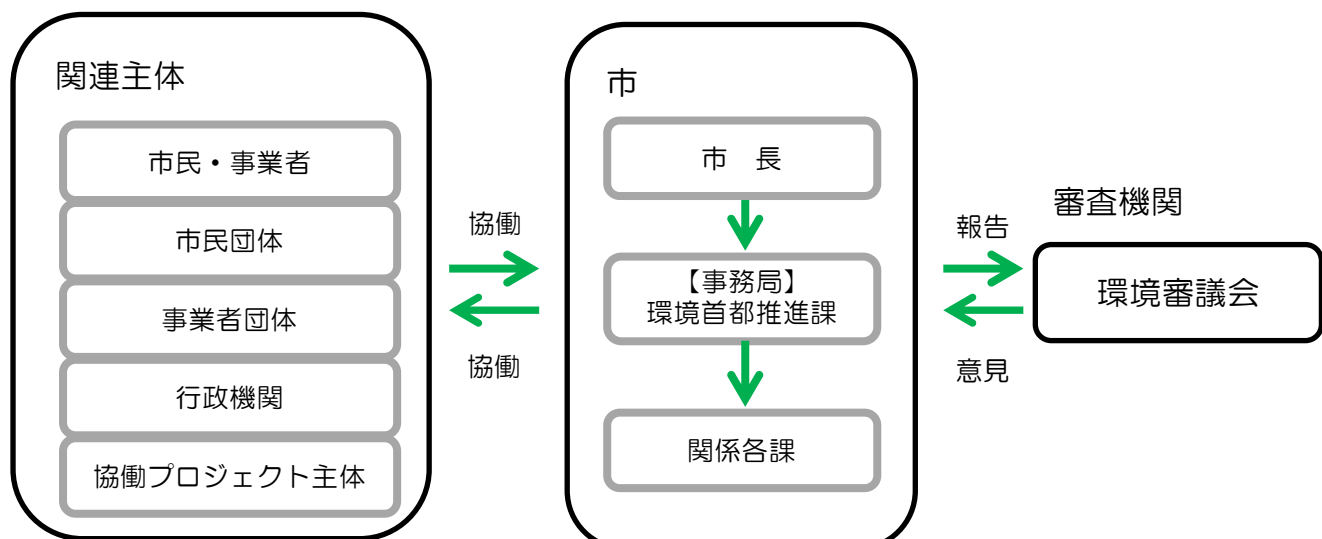 関連主体
市民・事業者
市民団体
事業者団体
行政機関
協働プロジェクト主体
協働
協働
市
市　長
【事務局】
環境首都推進課
関係各課
報告
意見
審査機関
環境審議会